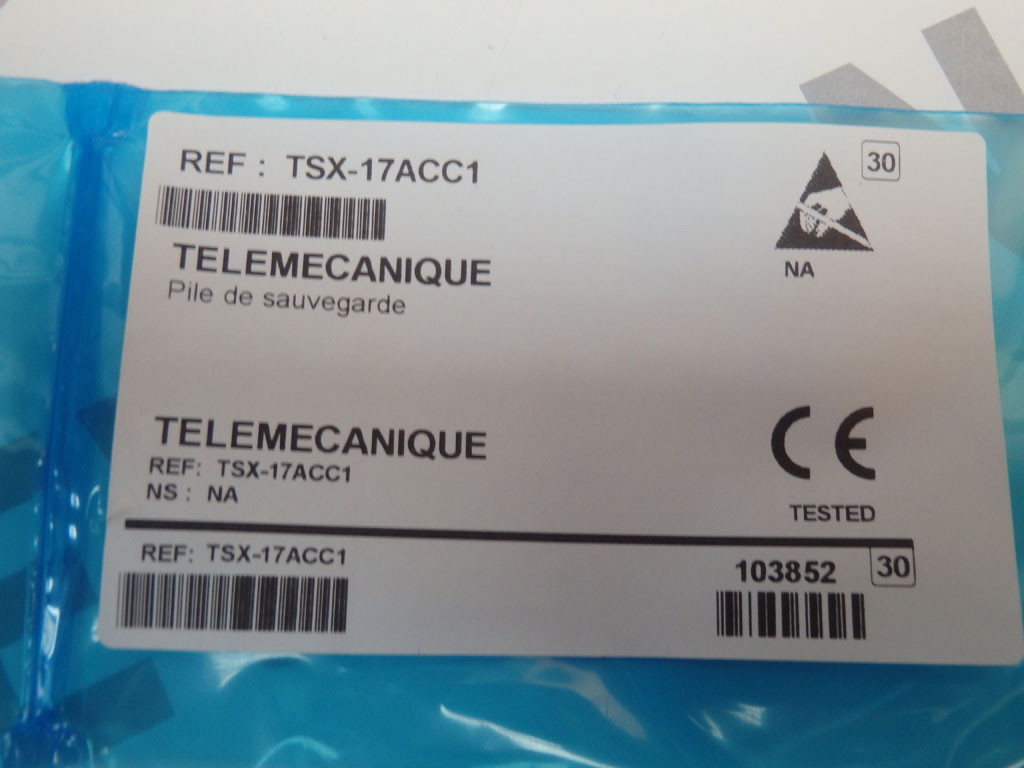 REF : TSX-17ACC1
30
TELEMECANIQUE
Pile de sauvegarde
NA
TELEMECANIQUE
REF: TSX-17ACC1
NS : NA
CE
TESTED
REF: TSX-17ACC1
103852
30